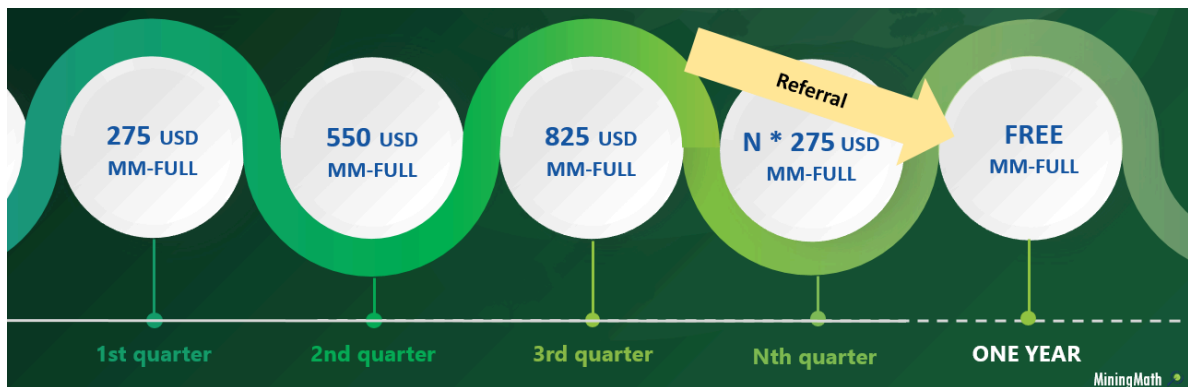 275 USD
MM-FULL
550 USD
MM-FULL
825 USD
MM-FULL
Referral
N * 275 USD
MM-FULL
FREE
MM-FULL
1st quarter
2nd quarter
3rd quarter
Nth quarter
ONE YEAR
MiningMath